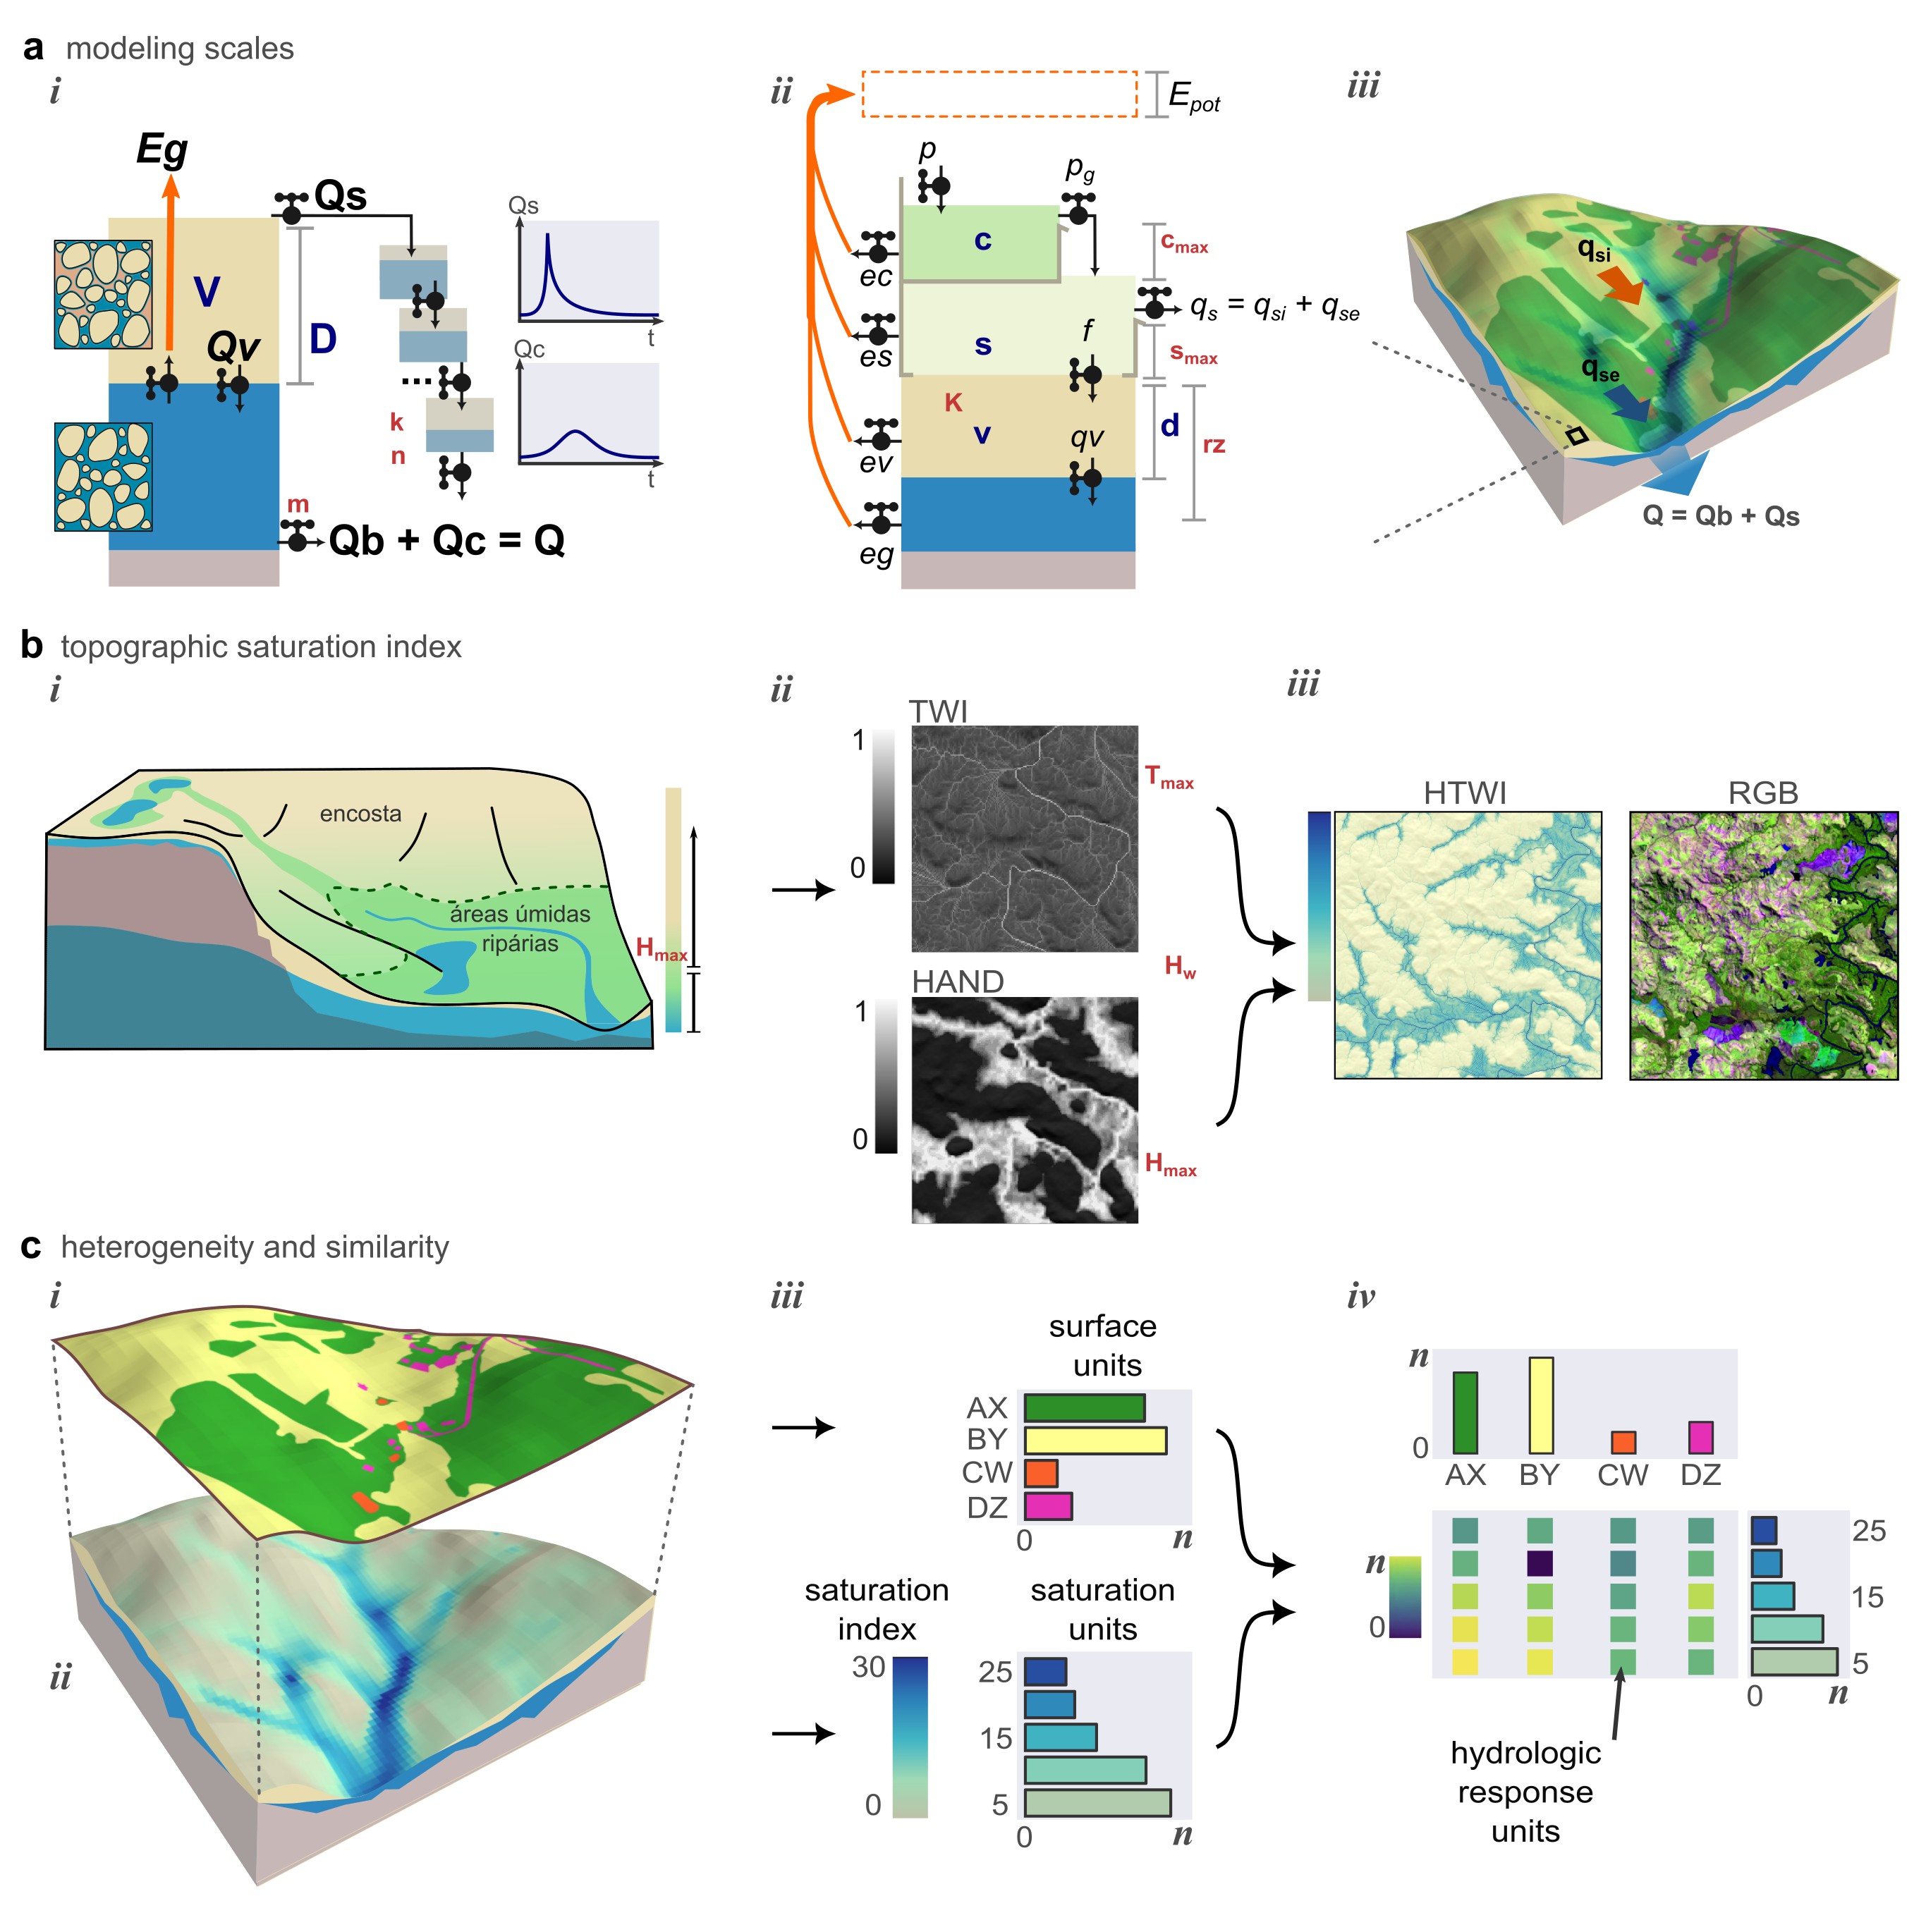 a modeling scales
i
Eg
Qs
V
D
Qv
k
n
m
Qb + Qc = Q
Qs
t
Qc
t
ii
Epot
p
pg
c
cmax
ec
qs = qsi + qse
s
f
smax
es
K
v
d
rz
qv
ev
eg
iii
qsi
qse
Q = Qb + Qs
b topographic saturation index
i
encosta
áreas úmidas
ripárias
Hmax
ii
TWI
1
0
Tmax
Hw
HAND
1
0
Hmax
iii
HTWI
RGB
c heterogeneity and similarity
i
ii
iii
surface
units
AX
BY
CW
DZ
0 n
saturation
index
30
0
saturation
units
25
15
5
0 n
iv
n
0
AX BY CW DZ
n
0
25
15
5
0 n
hydrologic
response
units